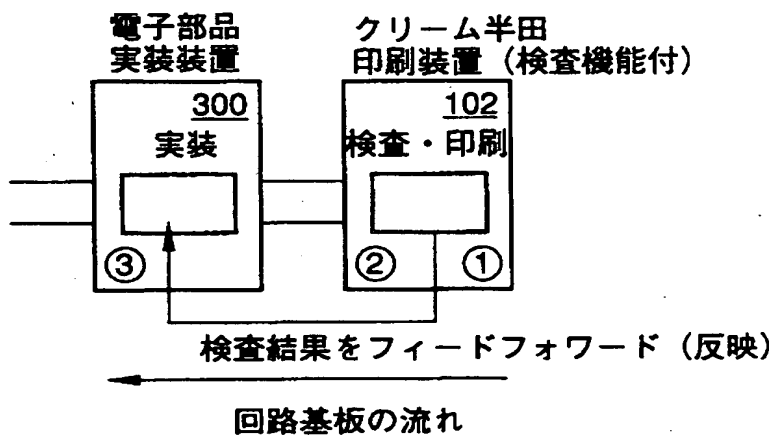 電子部品
実装装置
クリーム半田
印刷装置（検査機能付）
300
実装
102
検査・印刷
③
②
①
検査結果をフィードフォワード（反映）
回路基板の流れ